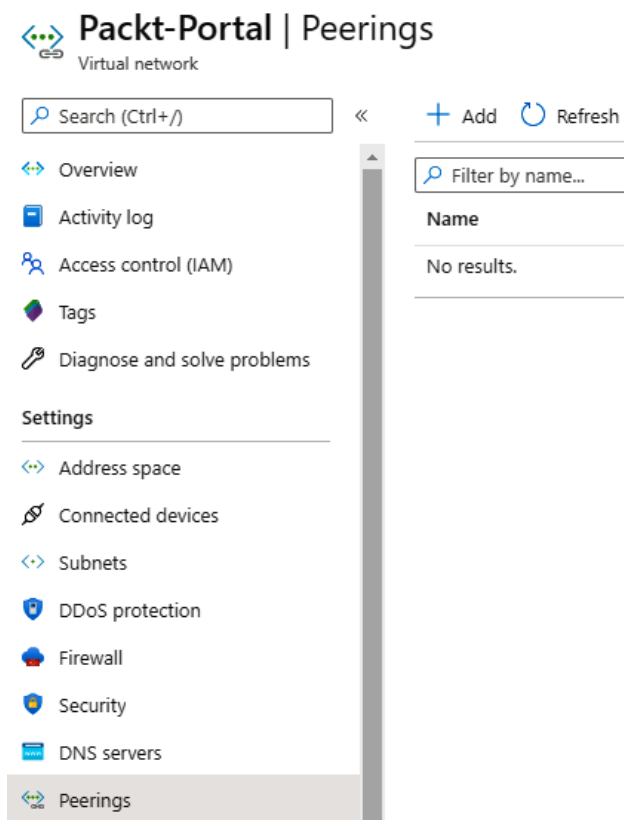 Packt-Portal | Peerings
Virtual network
Search (Ctrl+/)
«
Add
Refresh
Overview
Activity log
Access control (IAM)
Tags
Diagnose and solve problems
Settings
Address space
Connected devices
Subnets
DDoS protection
Firewall
Security
DNS servers
Peerings
Filter by name...
Name
No results.